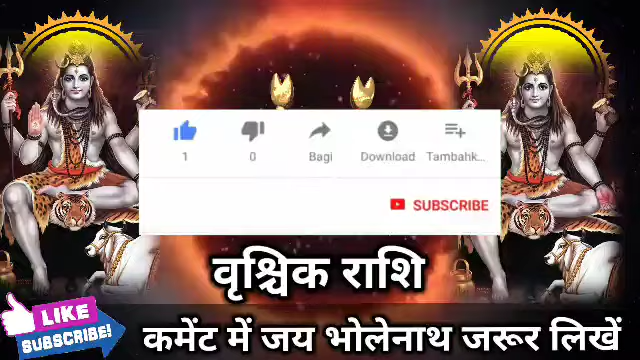 1 0 Bagi Download Tambahk...
SUBSCRIBE
वृश्चिक राशि
LIKE
SUBSCRIBE!
कमेंट में जय भोलेनाथ जरूर लिखें